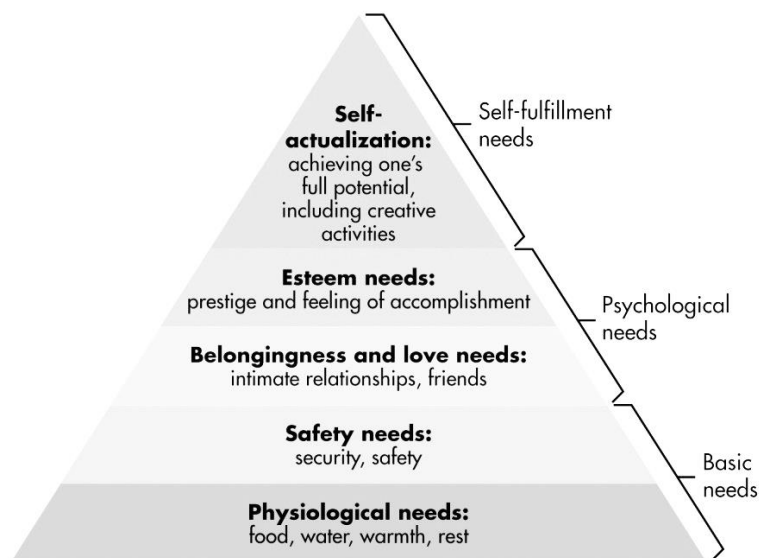 Self-
actualization:
achieving one's
full potential,
including creative
activities
Self-fulfillment
needs
Esteem needs:
prestige and feeling of accomplishment
Belongingness and love needs:
intimate relationships, friends
Psychological
needs
Safety needs:
security, safety
Physiological needs:
food, water, warmth, rest
Basic
needs